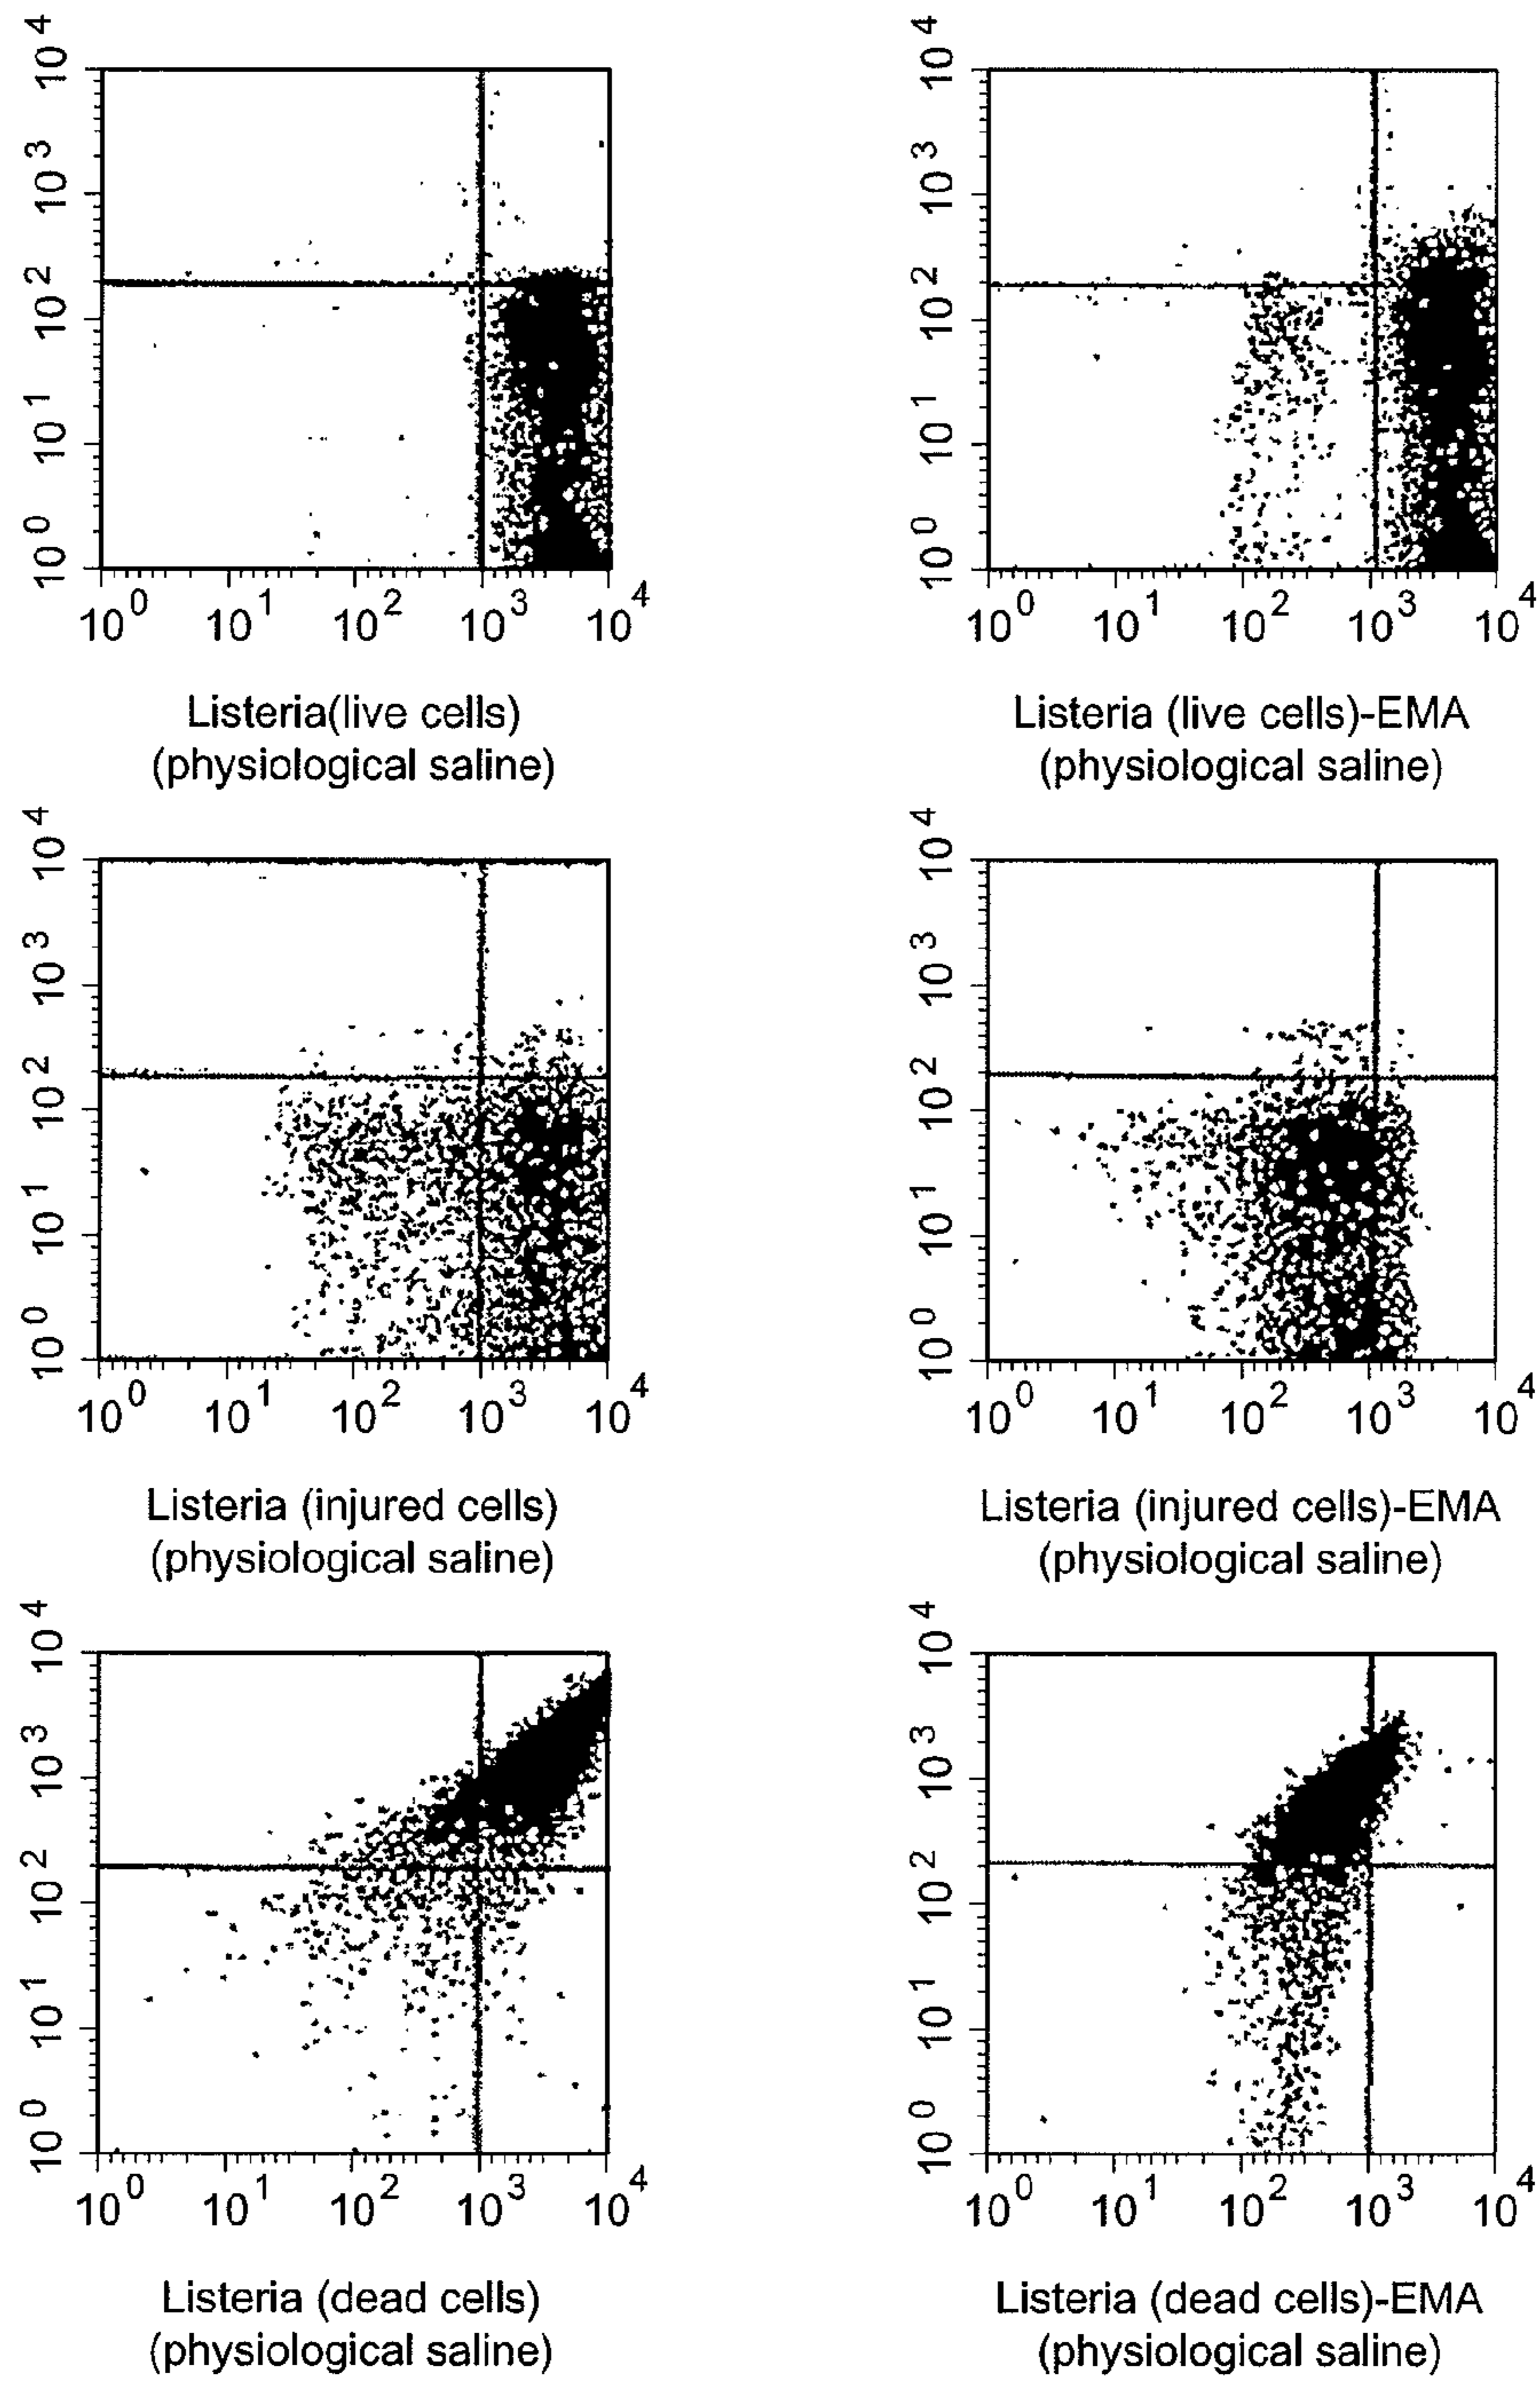 10^4 10^3 10^2 10^1 10^0
10^0 10^1 10^2 10^3 10^4
Listeria(live cells)
(physiological saline)
10^4 10^3 10^2 10^1 10^0
10^0 10^1 10^2 10^3 10^4
Listeria (live cells)-EMA
(physiological saline)
10^4 10^3 10^2 10^1 10^0
10^0 10^1 10^2 10^3 10^4
Listeria (injured cells)
(physiological saline)
10^4 10^3 10^2 10^1 10^0
10^0 10^1 10^2 10^3 10^4
Listeria (injured cells)-EMA
(physiological saline)
10^4 10^3 10^2 10^1 10^0
10^0 10^1 10^2 10^3 10^4
Listeria (dead cells)
(physiological saline)
10^4 10^3 10^2 10^1 10^0
10^0 10^1 10^2 10^3 10^4
Listeria (dead cells)-EMA
(physiological saline)